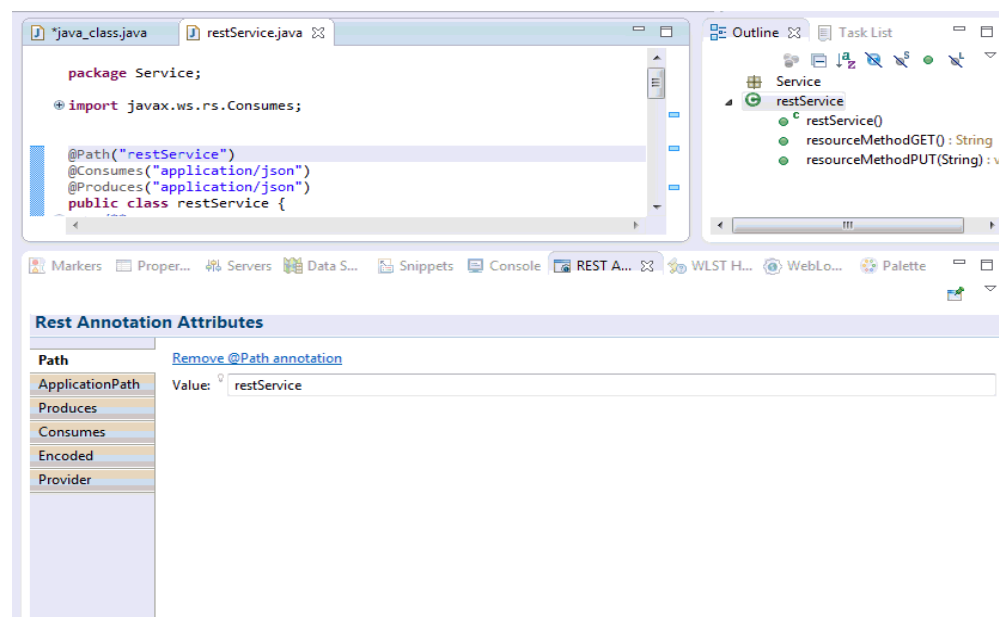 *java_class.java restService.java
package Service;
import javax.ws.rs.Consumes;
@Path("restService")
@Consumes("application/json")
@Produces("application/json")
public class restService {
Outline Task List
Service
restService
restService()
resourceMethodGET() : String
resourceMethodPUT(String) : v
Markers Proper... Servers Data S... Snippets Console REST A... WLST H... WebLo... Palette
Rest Annotation Attributes
Path
ApplicationPath
Produces
Consumes
Encoded
Provider
Remove @Path annotation
Value: restService